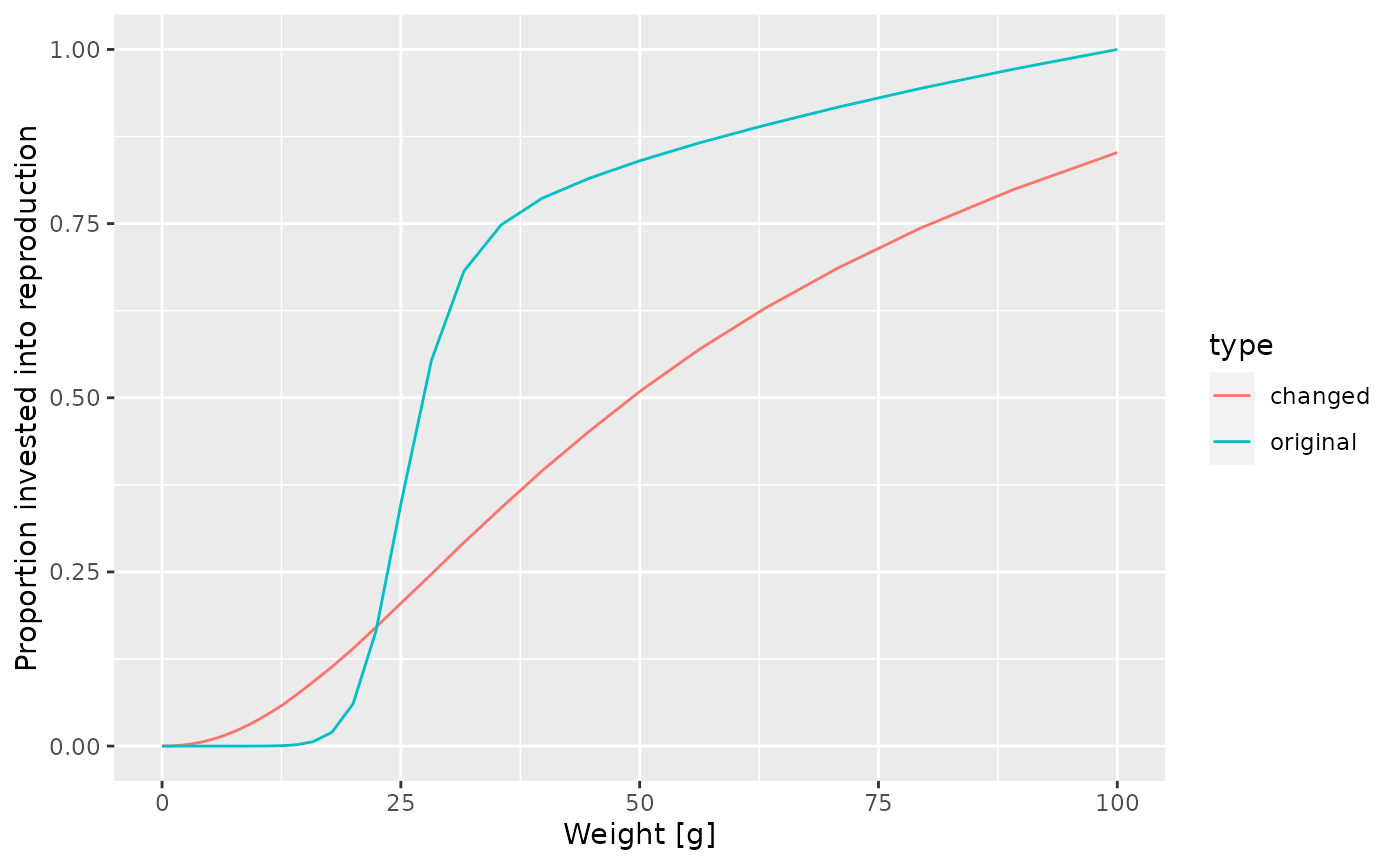 1.00
0.75
0.50
0.25
0.00
Proportion invested into reproduction
0 25 50 75 100
Weight [g]
type
changed
original